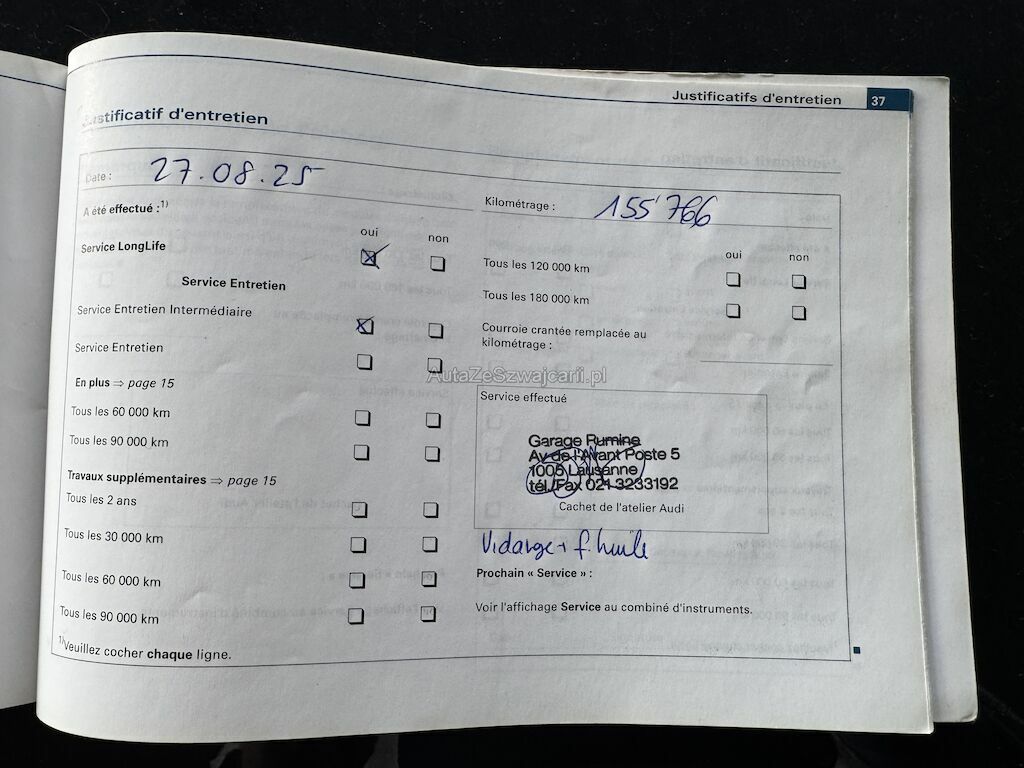 Justificatifs d'entretien 37
Justificatif d'entretien
Date : 27.08.25
Kilométrage : 155'766
A été effectué :1)
oui non
Service LongLife
Service Entretien
Service Entretien Intermédiaire
Service Entretien
En plus ⇒ page 15
Tous les 60 000 km
Tous les 90 000 km
Travaux supplémentaires ⇒ page 15
Tous les 2 ans
Tous les 30 000 km
Tous les 60 000 km
Tous les 90 000 km
1)Veuillez cocher chaque ligne.
oui non
Tous les 120 000 km
Tous les 180 000 km
Courroie crantée remplacée au
kilométrage :
AutaZeSzwajcarii.pl
Service effectué
Garage Rumine
Av de l'Avant Poste 5
1005 Lausanne
tél./Fax 021 3233192
Cachet de l'atelier Audi
Vidange + f. huile
Prochain « Service » :
Voir l'affichage Service au combiné d'instruments.